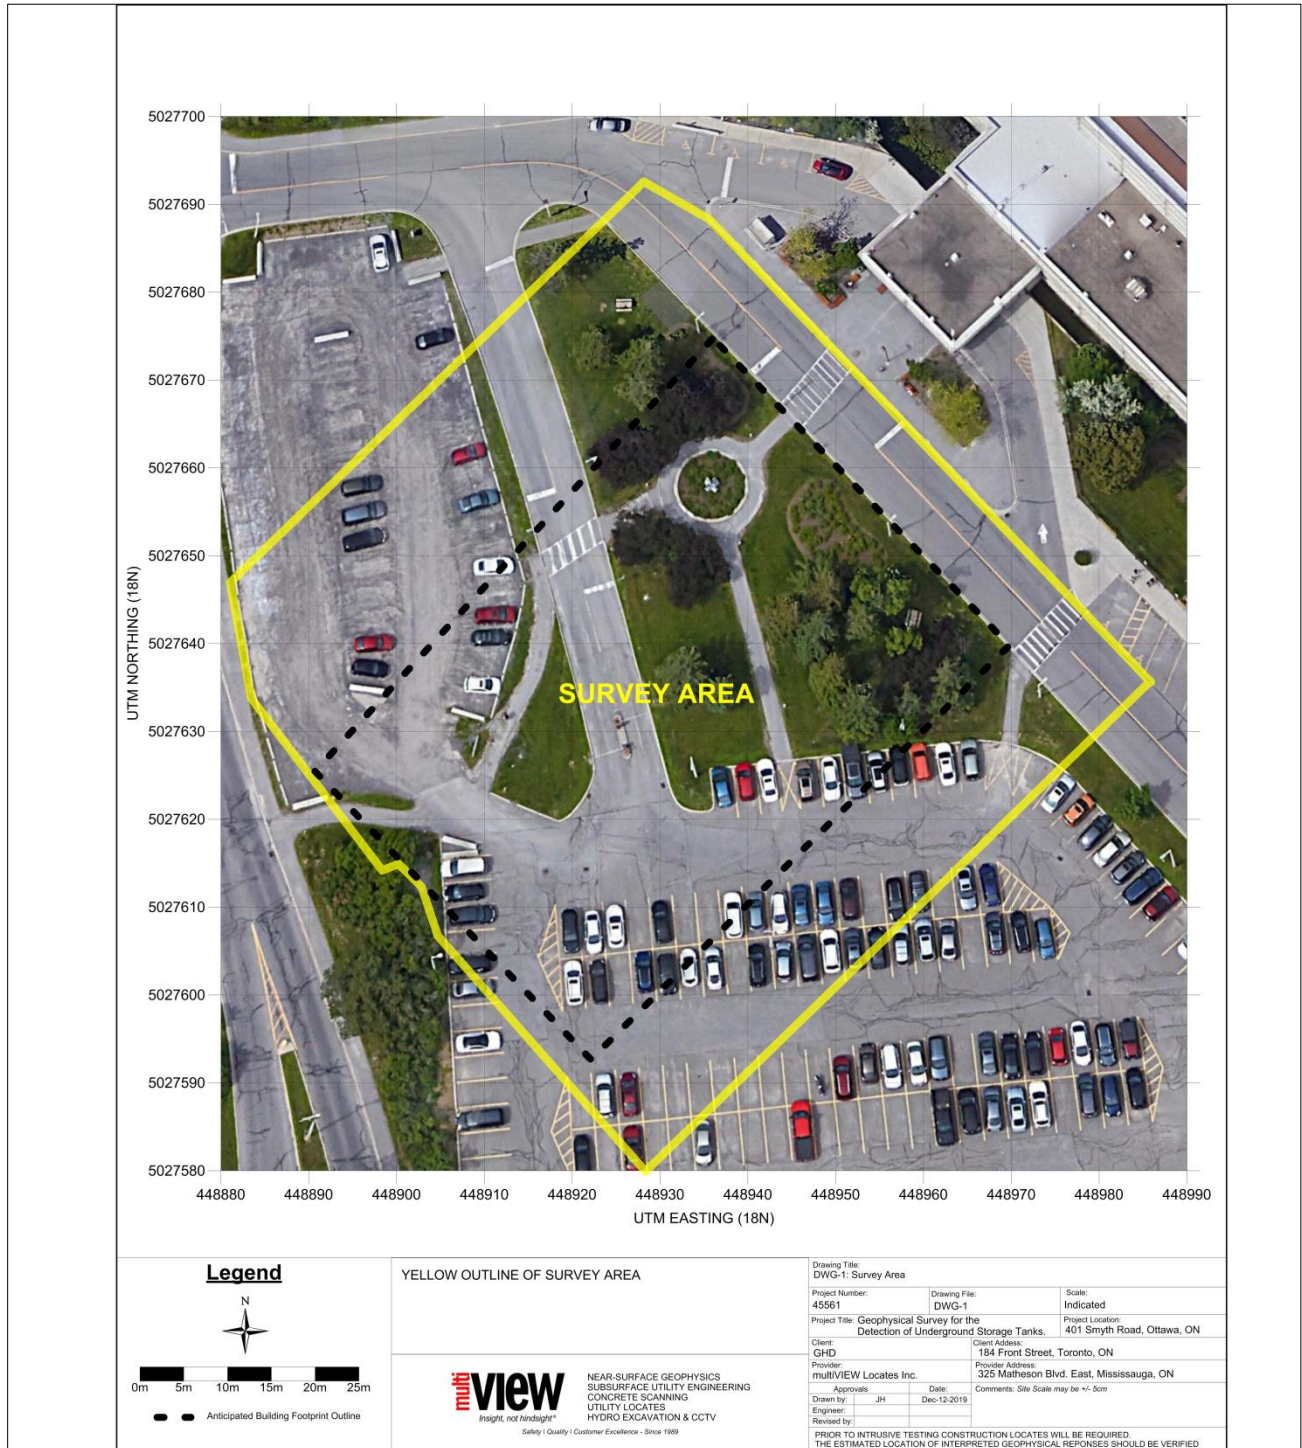 5027700
5027690
5027680
5027670
5027660
5027650
5027640
5027630
5027620
5027610
5027600
5027590
5027580
UTM NORTHING (18N)
SURVEY AREA
448880 448890 448900 448910 448920 448930 448940 448950 448960 448970 448980 448990
UTM EASTING (18N)
Legend
N
0m 5m 10m 15m 20m 25m
Anticipated Building Footprint Outline
YELLOW OUTLINE OF SURVEY AREA
multi VIEW
Insight, not hindsight®
NEAR-SURFACE GEOPHYSICS
SUBSURFACE UTILITY ENGINEERING
CONCRETE SCANNING
UTILITY LOCATES
HYDRO EXCAVATION & CCTV
Safety | Quality | Customer Excellence - Since 1989
Drawing Title:
DWG-1: Survey Area
Project Number: Drawing File: Scale:
45561 DWG-1 Indicated
Project Title: Geophysical Survey for the
Detection of Underground Storage Tanks.
Project Location:
401 Smyth Road, Ottawa, ON
Client: Client Address:
GHD 184 Front Street, Toronto, ON
Provider: Provider Address:
multiVIEW Locates Inc. 325 Matheson Blvd. East, Mississauga, ON
Approvals Date: Comments: Site Scale may be +/- 5cm
Drawn by: JH Dec-12-2019
Engineer:
Revised by:
PRIOR TO INTRUSIVE TESTING CONSTRUCTION LOCATES WILL BE REQUIRED.
THE ESTIMATED LOCATION OF INTERPRETED GEOPHYSICAL REPONSES SHOULD BE VERIFIED